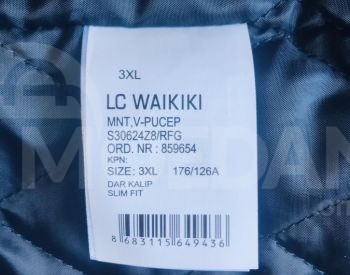 3XL
LC WAIKIKI
MNT,V-PUCEP
S30624Z8/RFG
ORD. NR : 859654
KPN:
SIZE: 3XL 176/126A
DAR KALIP
SLIM FIT
8 683115 649436